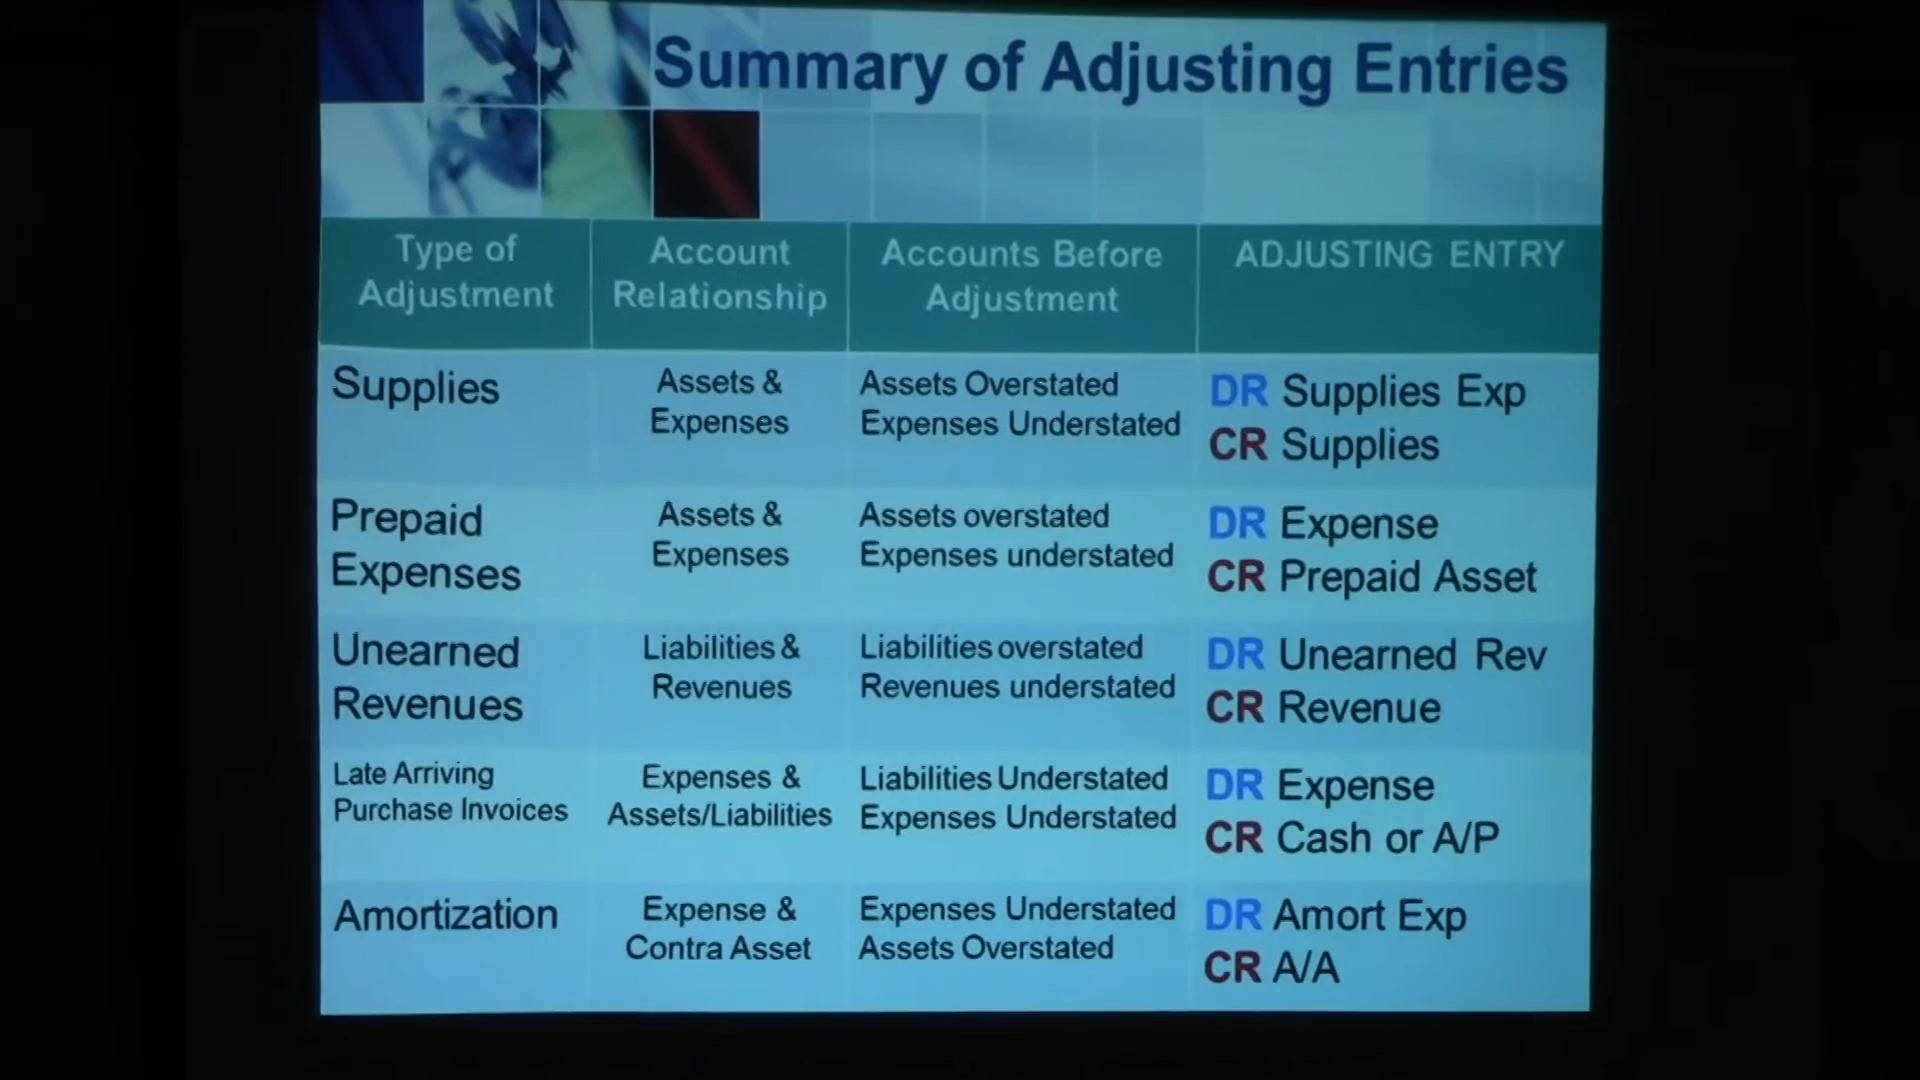 Summary of Adjusting Entries
Type of
Adjustment
Account
Relationship
Accounts Before
Adjustment
ADJUSTING ENTRY
Supplies
Assets &
Expenses
Assets Overstated
Expenses Understated
DR Supplies Exp
CR Supplies
Prepaid
Expenses
Assets &
Expenses
Assets overstated
Expenses understated
DR Expense
CR Prepaid Asset
Unearned
Revenues
Liabilities &
Revenues
Liabilities overstated
Revenues understated
DR Unearned Rev
CR Revenue
Late Arriving
Purchase Invoices
Expenses &
Assets/Liabilities
Liabilities Understated
Expenses Understated
DR Expense
CR Cash or A/P
Amortization
Expense &
Contra Asset
Expenses Understated
Assets Overstated
DR Amort Exp
CR A/A